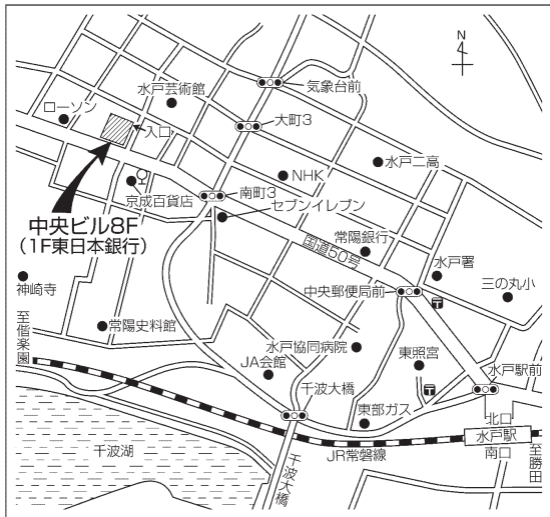 N
気象台前
水戸芸術館
ローソン
大町3
入口
水戸二高
NHK
京成百貨店
南町3
セブンイレブン
中央ビル8F
(1F東日本銀行)
国道50号
常陽銀行
水戸署
三の丸小
神崎寺
中央郵便局前
至偕楽園
常陽史料館
水戸協同病院
東照宮
JA会館
水戸駅前
千波大橋
東部ガス
北口
水戸駅
南口
至勝田
千波湖
JR常磐線
千波大橋